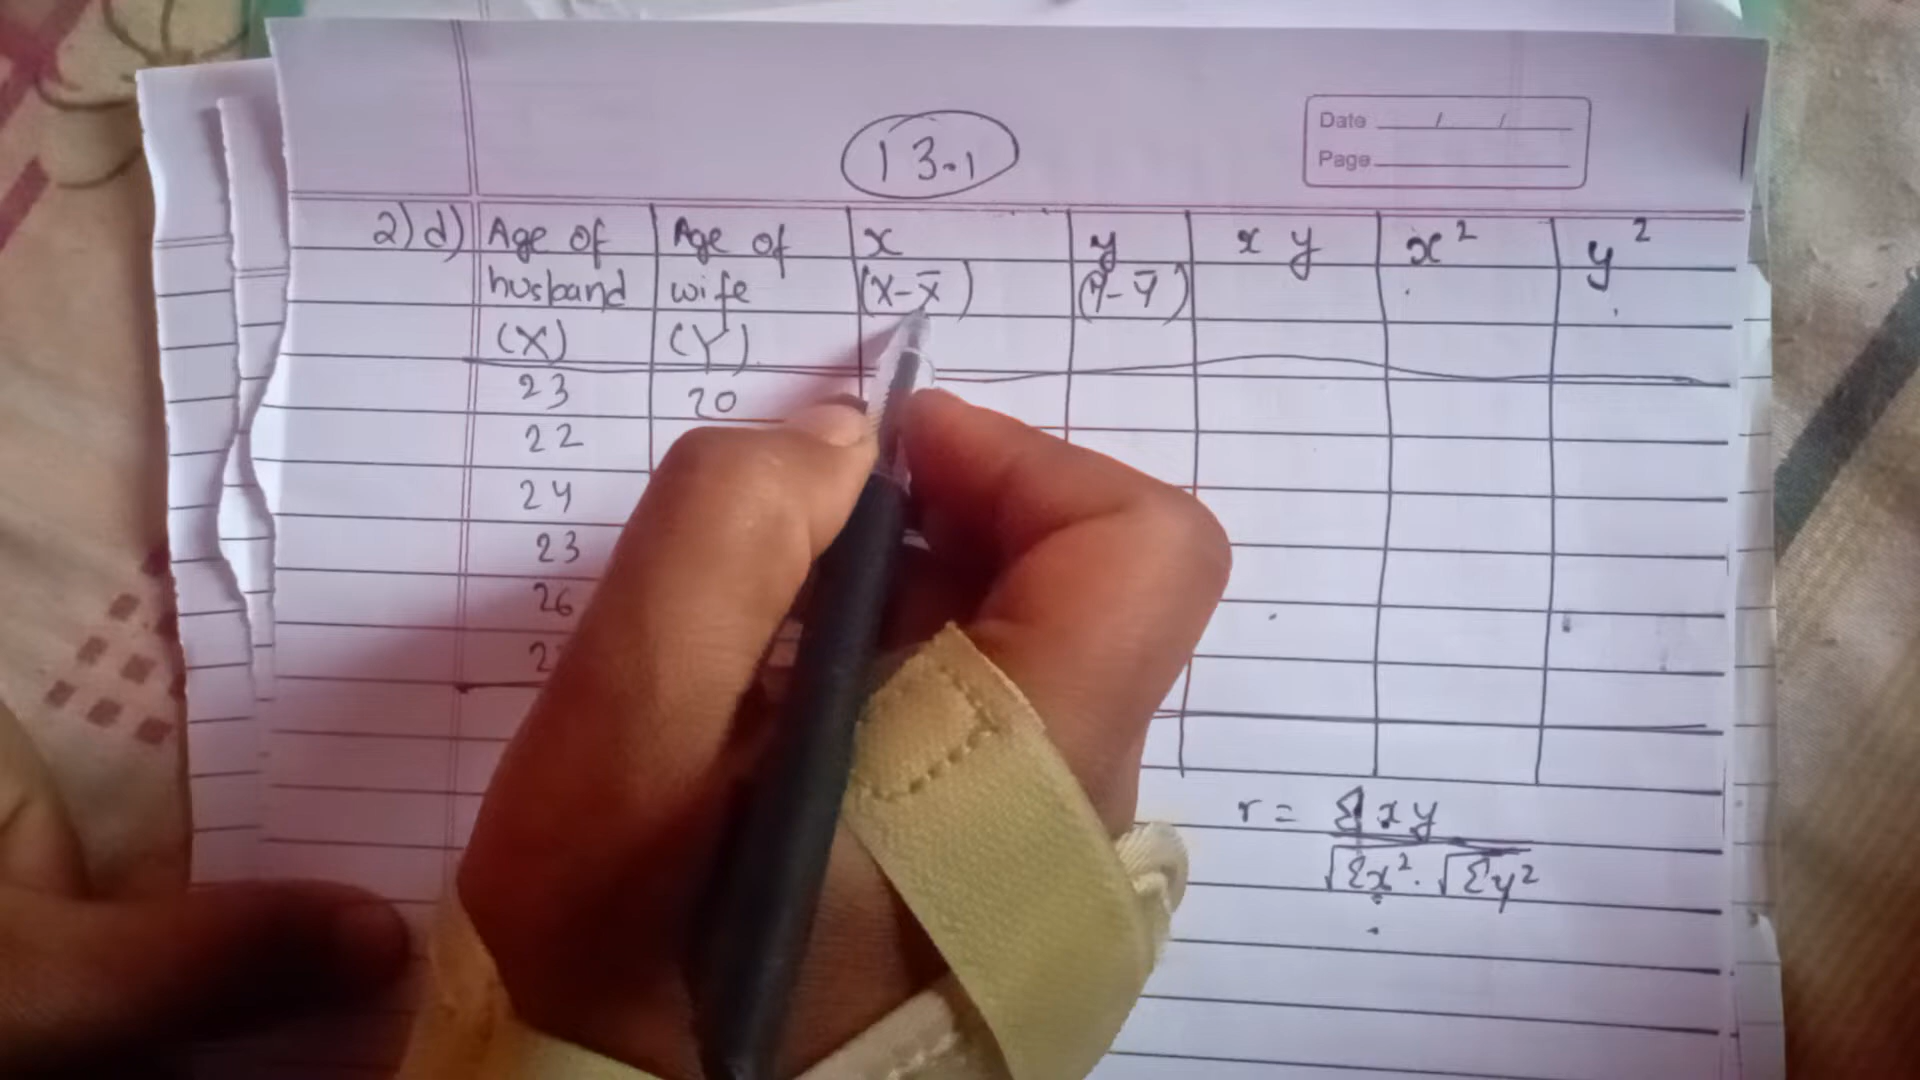 13.1
Date / /
Page
2) d) Age of husband (X) Age of wife (Y) x (X-x̄) y (Y-ȳ) x y x² y²
23 20
22
24
23
26
r = Σxy
√Σx² . √Σy²